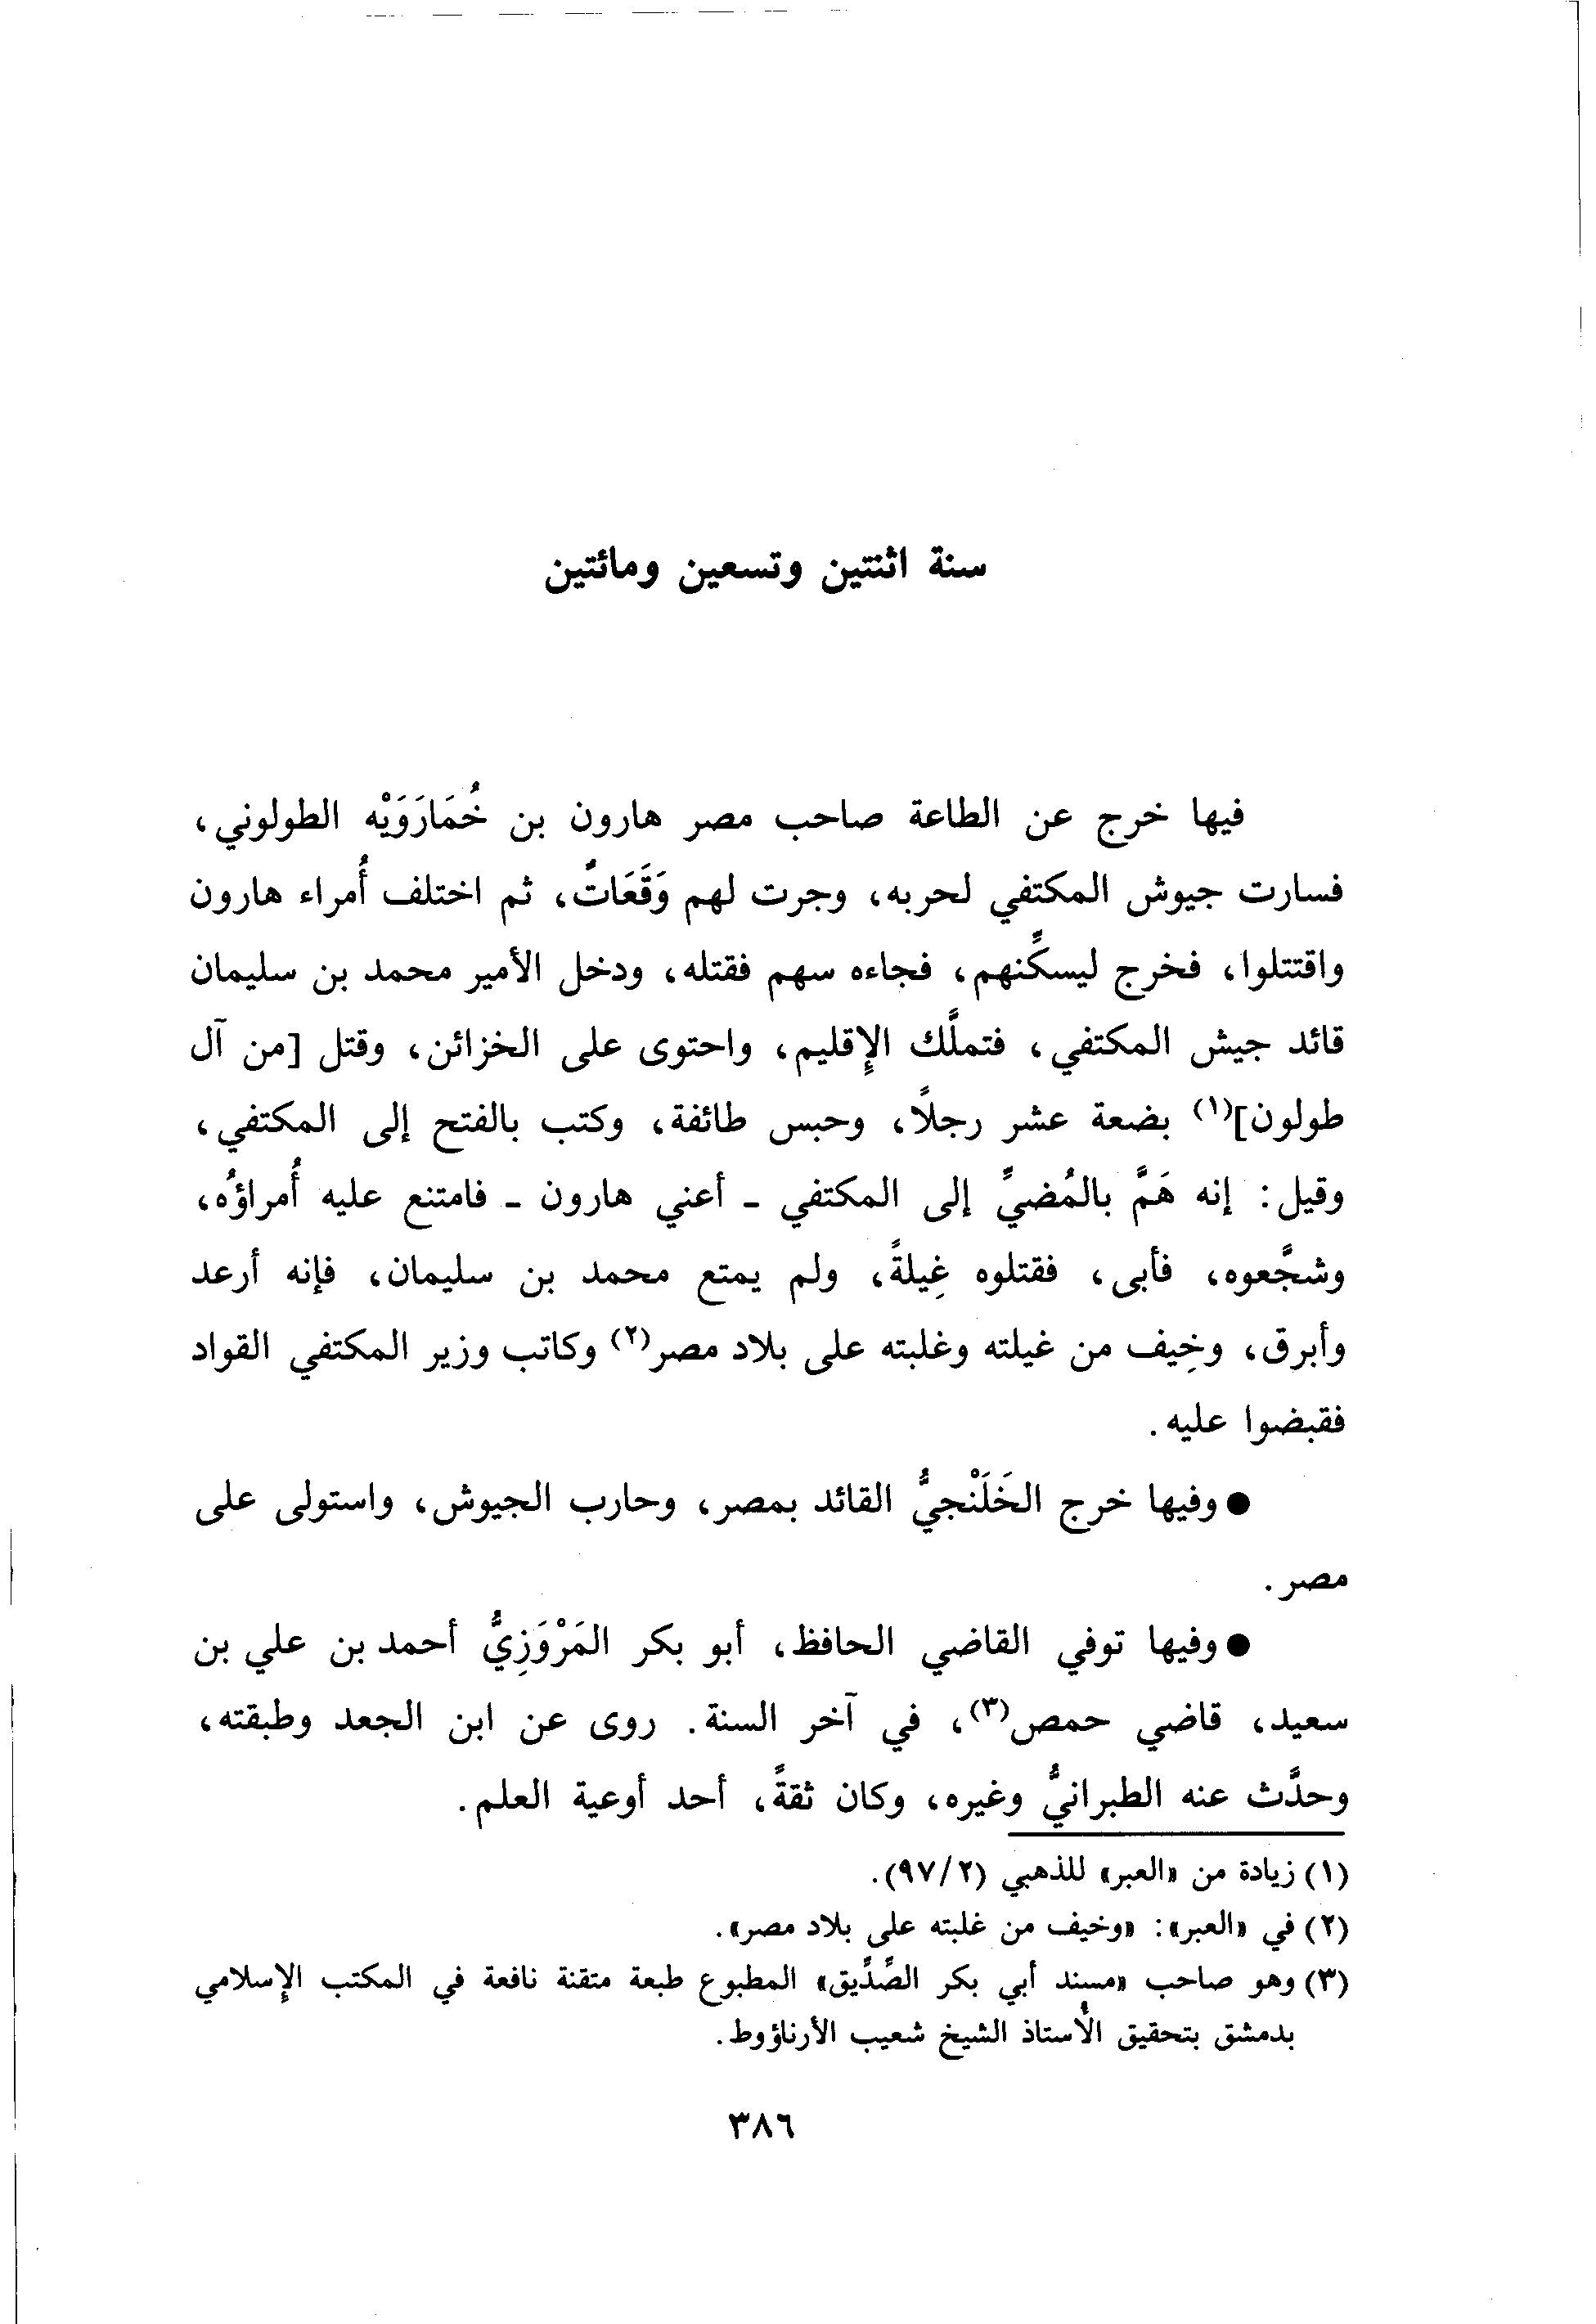 سنة اثنتين وتسعين ومائتين
فيها خرج عن الطاعة صاحب مصر هارون بن خُمَارَوَيْه الطولوني،
فسارت جيوش المكتفي لحربه، وجرت لهم وَقَعَاتٌ، ثم اختلف أُمراء هارون
واقتتلوا، فخرج ليسكِّنهم، فجاءه سهم فقتله، ودخل الأمير محمد بن سليمان
قائد جيش المكتفي، فتملَّك الإقليم، واحتوى على الخزائن، وقتل [من آل
طولون](١) بضعة عشر رجلاً، وحبس طائفة، وكتب بالفتح إلى المكتفي،
وقيل: إنه هَمَّ بالمُضيِّ إلى المكتفي - أعني هارون - فامتنع عليه أُمراؤُه،
وشجَّعوه، فأبى، فقتلوه غِيلةً، ولم يمتع محمد بن سليمان، فإنه أرعد
وأبرق، وخِيف من غيلته وغلبته على بلاد مصر(٢) وكاتب وزير المكتفي القواد
فقبضوا عليه.
● وفيها خرج الخَلَنْجيُّ القائد بمصر، وحارب الجيوش، واستولى على
مصر.
● وفيها توفي القاضي الحافظ، أبو بكر المَرْوَزِيُّ أحمد بن علي بن
سعيد، قاضي حمص(٣)، في آخر السنة. روى عن ابن الجعد وطبقته،
وحدَّث عنه الطبرانيُّ وغيره، وكان ثقةً، أحد أوعية العلم.
(١) زيادة من «العبر» للذهبي (٢/ ٩٧).
(٢) في «العبر»: «وخيف من غلبته على بلاد مصر».
(٣) وهو صاحب «مسند أبي بكر الصِّدِّيق» المطبوع طبعة متقنة نافعة في المكتب الإسلامي
بدمشق بتحقيق الأُستاذ الشيخ شعيب الأرناؤوط.
٣٨٦